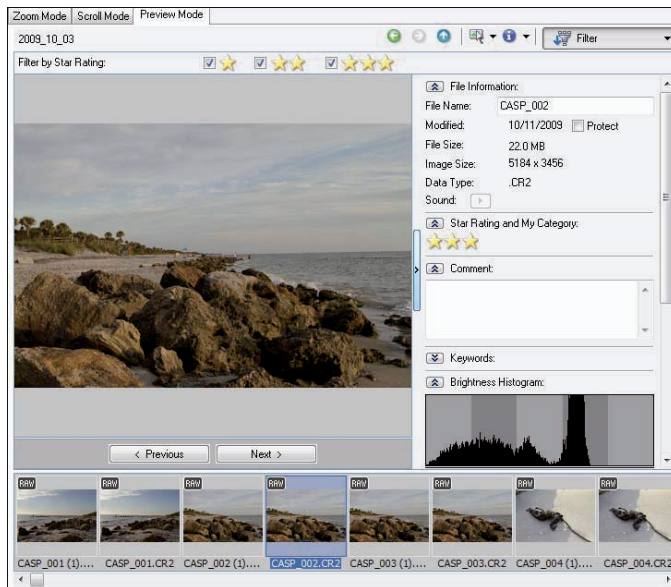 Zoom Mode Scroll Mode Preview Mode
2009_10_03 Filter
Filter by Star Rating:
File Information:
File Name: CASP_002
Modified: 10/11/2009 Protect
File Size: 22.0 MB
Image Size: 5184 x 3456
Data Type: .CR2
Sound:
Star Rating and My Category:
Comment:
Keywords:
Brightness Histogram:
< Previous Next >
RAW RAW RAW RAW RAW RAW RAW RAW
CASP_001 (1).... CASP_001.CR2 CASP_002 (1).... CASP_002.CR2 CASP_003 (1).... CASP_003.CR2 CASP_004 (1).... CASP_004.CR2